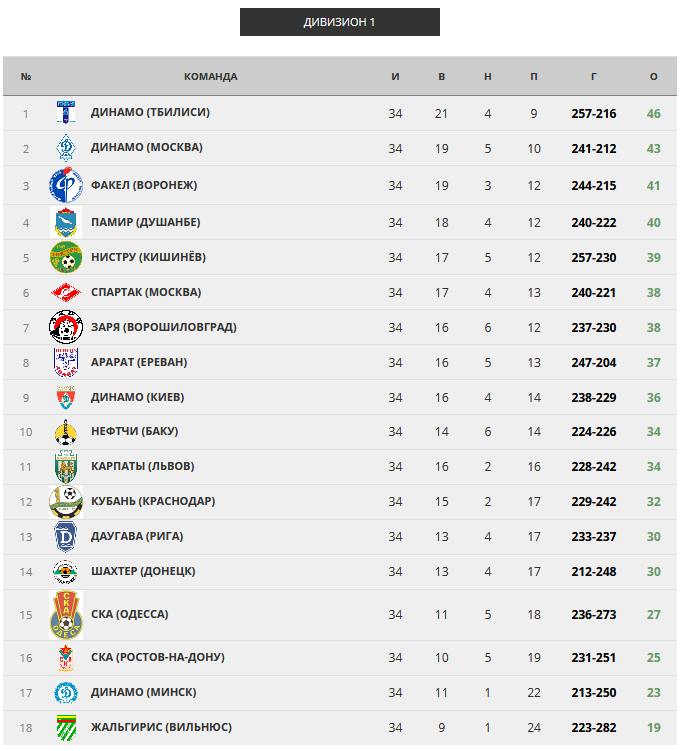 ДИВИЗИОН 1
№ КОМАНДА И В Н П Г О
1 ДИНАМО (ТБИЛИСИ) 34 21 4 9 257-216 46
2 ДИНАМО (МОСКВА) 34 19 5 10 241-212 43
3 ФАКЕЛ (ВОРОНЕЖ) 34 19 3 12 244-215 41
4 ПАМИР (ДУШАНБЕ) 34 18 4 12 240-222 40
5 НИСТРУ (КИШИНЁВ) 34 17 5 12 257-230 39
6 СПАРТАК (МОСКВА) 34 17 4 13 240-221 38
7 ЗАРЯ (ВОРОШИЛОВГРАД) 34 16 6 12 237-230 38
8 АРАРАТ (ЕРЕВАН) 34 16 5 13 247-204 37
9 ДИНАМО (КИЕВ) 34 16 4 14 238-229 36
10 НЕФТЧИ (БАКУ) 34 14 6 14 224-226 34
11 КАРПАТЫ (ЛЬВОВ) 34 16 2 16 228-242 34
12 КУБАНЬ (КРАСНОДАР) 34 15 2 17 229-242 32
13 ДАУГАВА (РИГА) 34 13 4 17 233-237 30
14 ШАХТЕР (ДОНЕЦК) 34 13 4 17 212-248 30
15 СКА (ОДЕССА) 34 11 5 18 236-273 27
16 СКА (РОСТОВ-НА-ДОНУ) 34 10 5 19 231-251 25
17 ДИНАМО (МИНСК) 34 11 1 22 213-250 23
18 ЖАЛЬГИРИС (ВИЛЬНЮС) 34 9 1 24 223-282 19